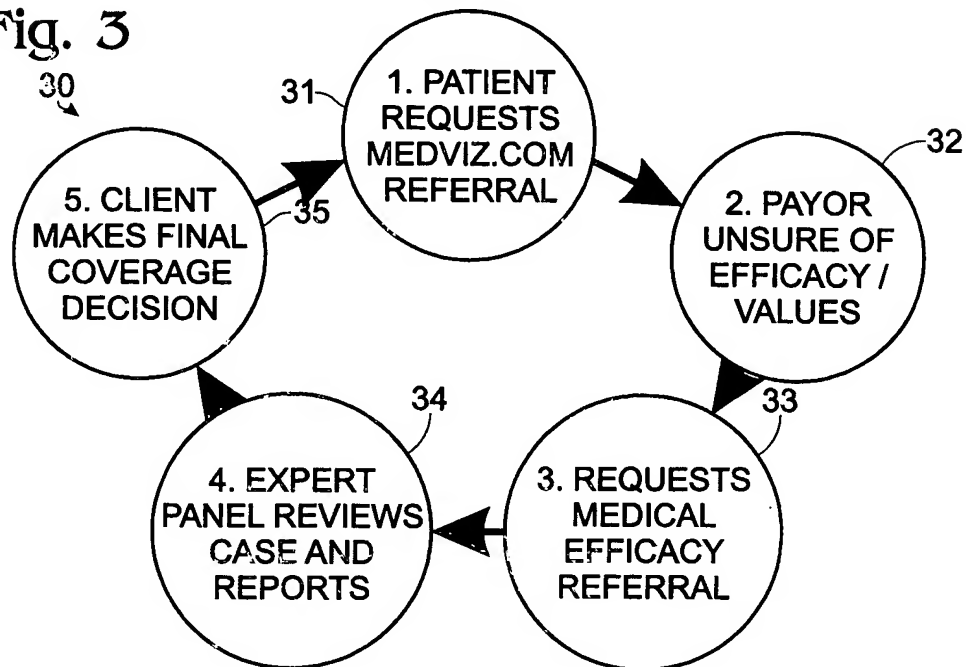 Fig. 3
30
31
1. PATIENT
REQUESTS
MEDVIZ.COM
REFERRAL
32
2. PAYOR
UNSURE OF
EFFICACY /
VALUES
33
3. REQUESTS
MEDICAL
EFFICACY
REFERRAL
34
4. EXPERT
PANEL REVIEWS
CASE AND
REPORTS
35
5. CLIENT
MAKES FINAL
COVERAGE
DECISION